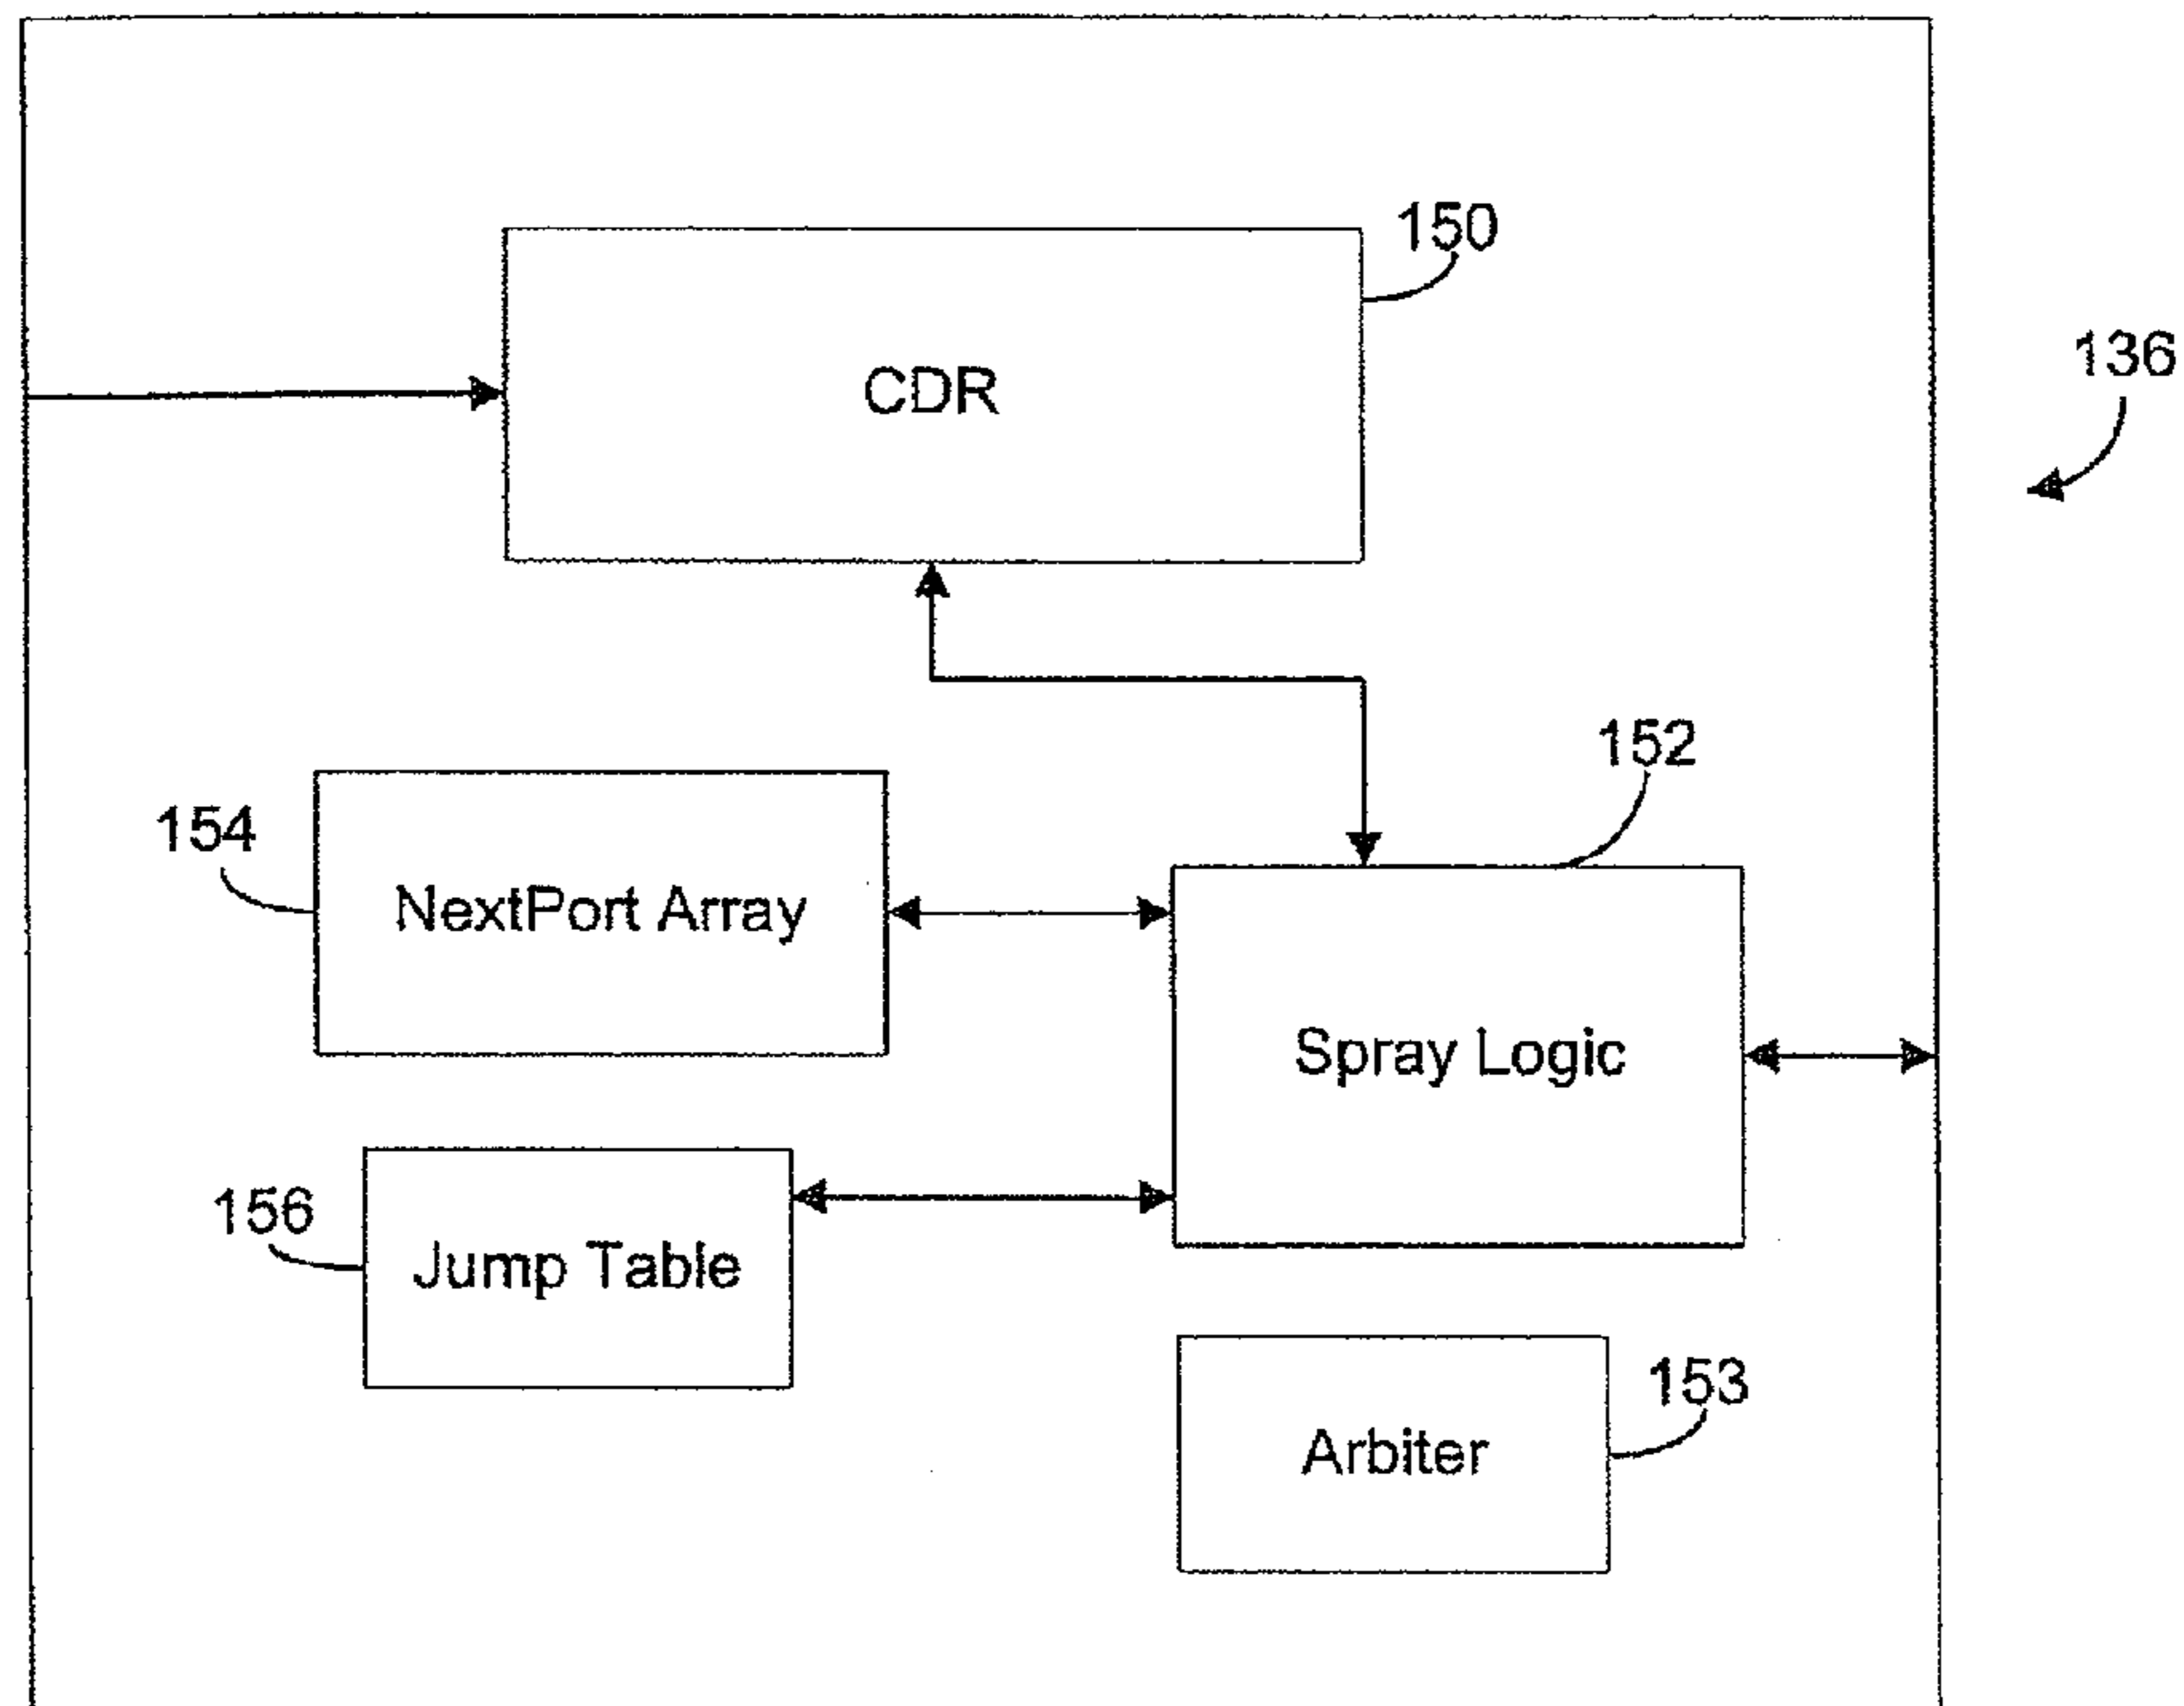 150
CDR
136
152
154
NextPort Array
Spray Logic
156
Jump Table
153
Arbiter